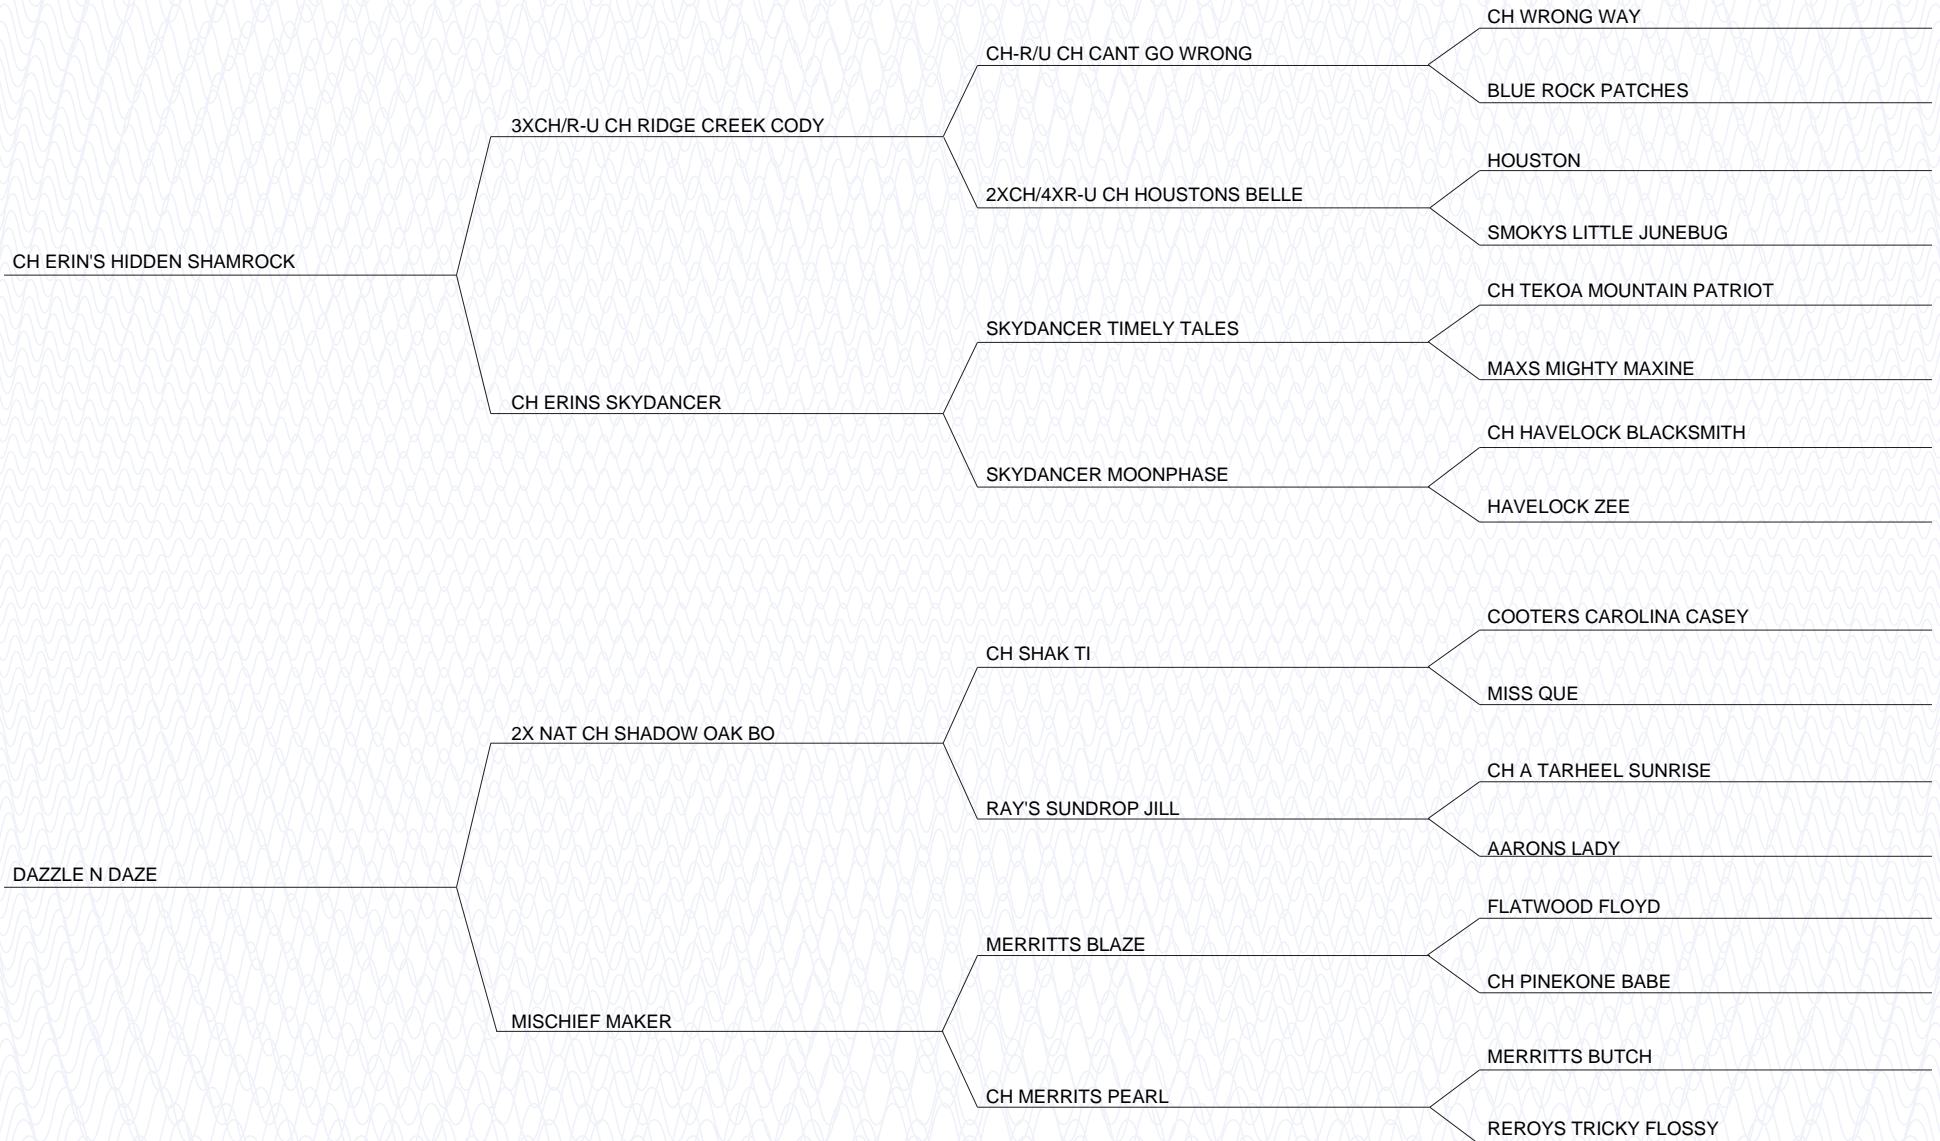 CH ERIN'S HIDDEN SHAMROCK
3XCH/R-U CH RIDGE CREEK CODY
CH-R/U CH CANT GO WRONG
CH WRONG WAY
BLUE ROCK PATCHES
2XCH/4XR-U CH HOUSTONS BELLE
HOUSTON
SMOKYS LITTLE JUNEBUG
CH ERINS SKYDANCER
SKYDANCER TIMELY TALES
CH TEKOA MOUNTAIN PATRIOT
MAXS MIGHTY MAXINE
SKYDANCER MOONPHASE
CH HAVELOCK BLACKSMITH
HAVELOCK ZEE
DAZZLE N DAZE
2X NAT CH SHADOW OAK BO
CH SHAK TI
COOTERS CAROLINA CASEY
MISS QUE
RAY'S SUNDROP JILL
CH A TARHEEL SUNRISE
AARONS LADY
MISCHIEF MAKER
MERRITTS BLAZE
FLATWOOD FLOYD
CH PINEKONE BABE
CH MERRITS PEARL
MERRITTS BUTCH
REROYS TRICKY FLOSSY